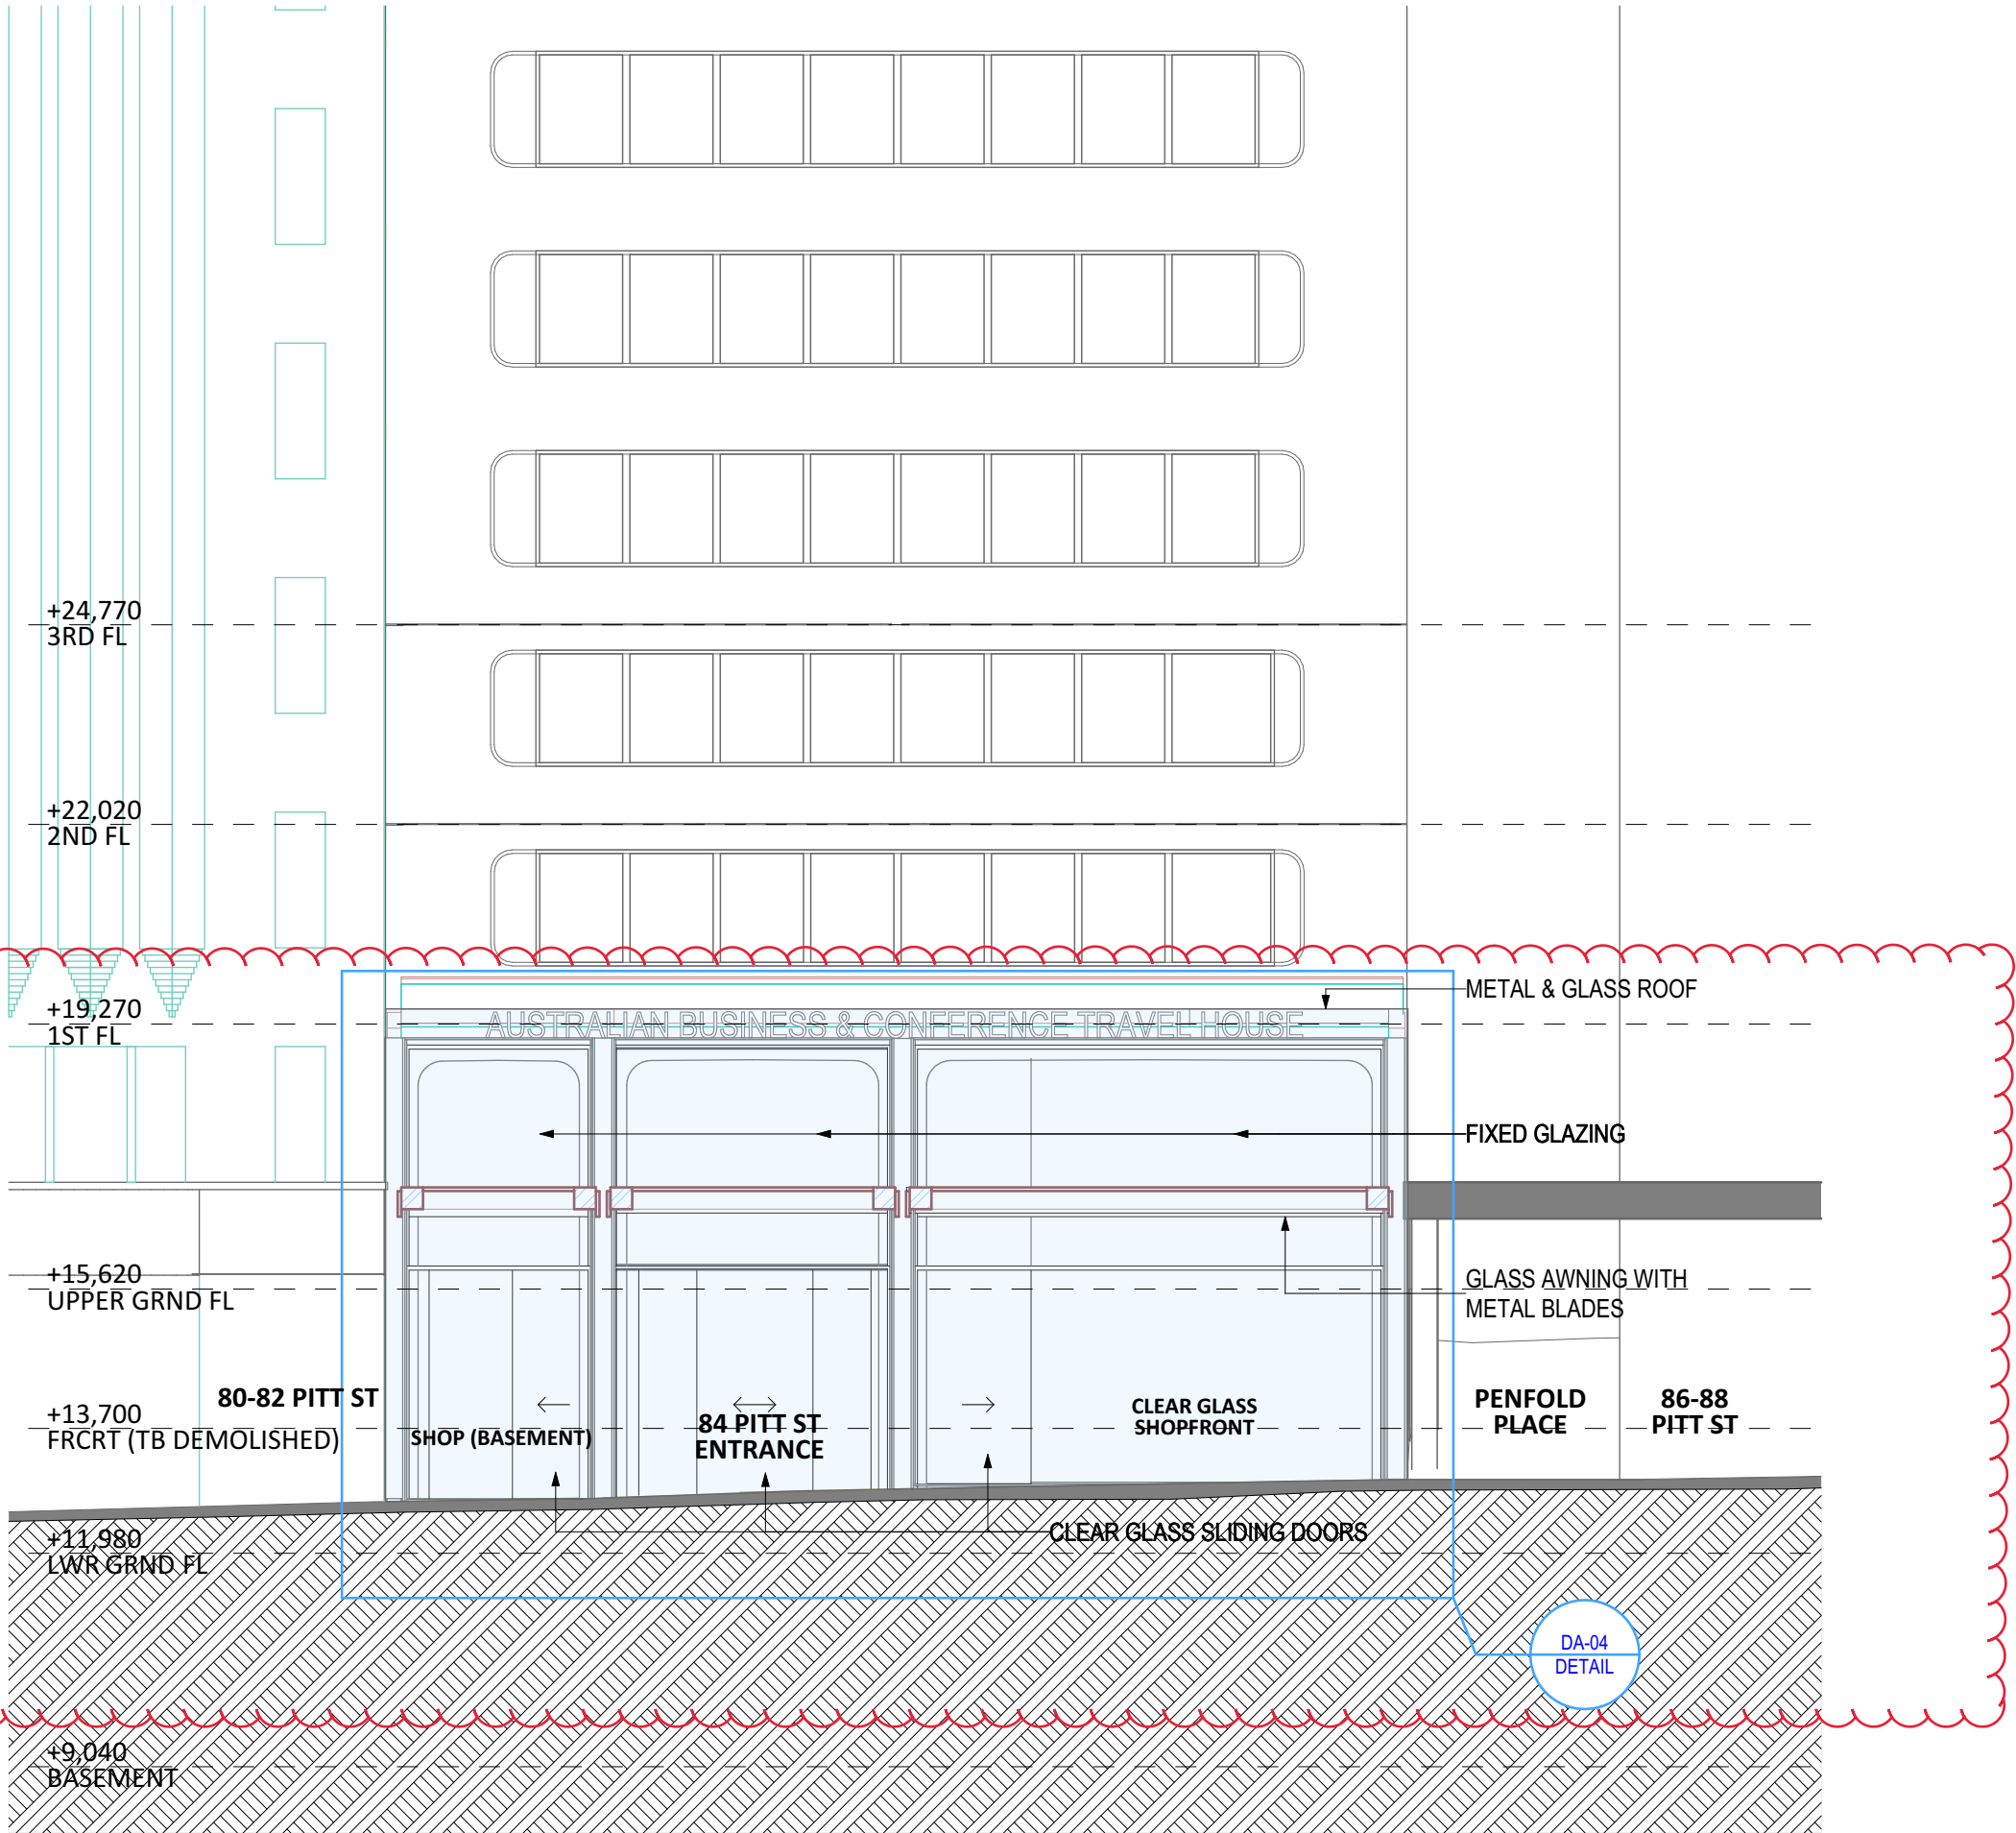 +24,770
3RD FL
+22,020
2ND FL
+19,270
1ST FL
METAL & GLASS ROOF
AUSTRALIAN BUSINESS & CONFERENCE TRAVEL HOUSE
FIXED GLAZING
+15,620
UPPER GRND FL
GLASS AWNING WITH
METAL BLADES
80-82 PITT ST
+13,700
FRCRT (TB DEMOLISHED)
SHOP (BASEMENT)
84 PITT ST
ENTRANCE
CLEAR GLASS
SHOPFRONT
PENFOLD
PLACE
86-88
PITT ST
+11,980
LWR GRND FL
CLEAR GLASS SLIDING DOORS
DA-04
DETAIL
+9,040
BASEMENT